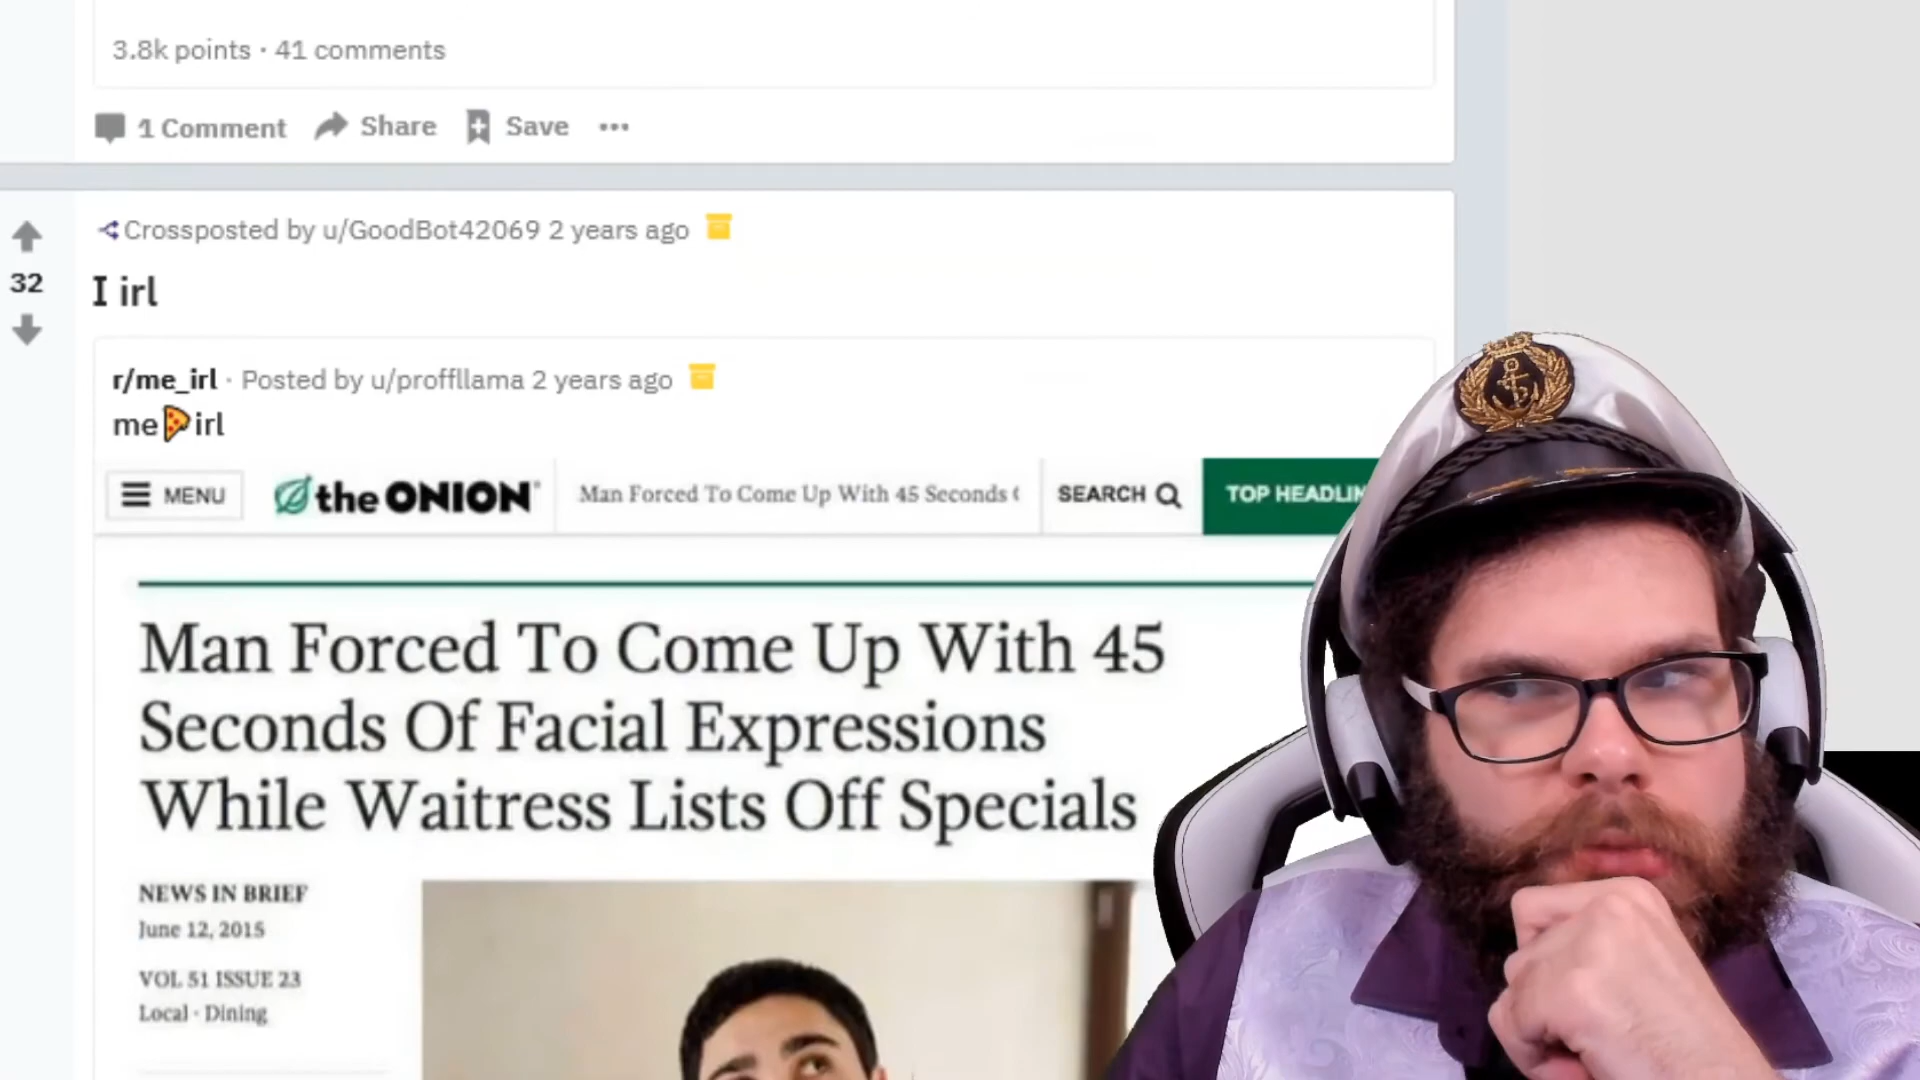 3.8k points · 41 comments
1 Comment Share Save
Crossposted by u/GoodBot42069 2 years ago
32
I irl
r/me_irl · Posted by u/proffllama 2 years ago
me🍕irl
MENU the ONION® Man Forced To Come Up With 45 Seconds SEARCH TOP
Man Forced To Come Up With 45
Seconds Of Facial Expressions
While Waitress Lists Off Specials
NEWS IN BRIEF
June 12, 2015
VOL 51 ISSUE 23
Local · Dining